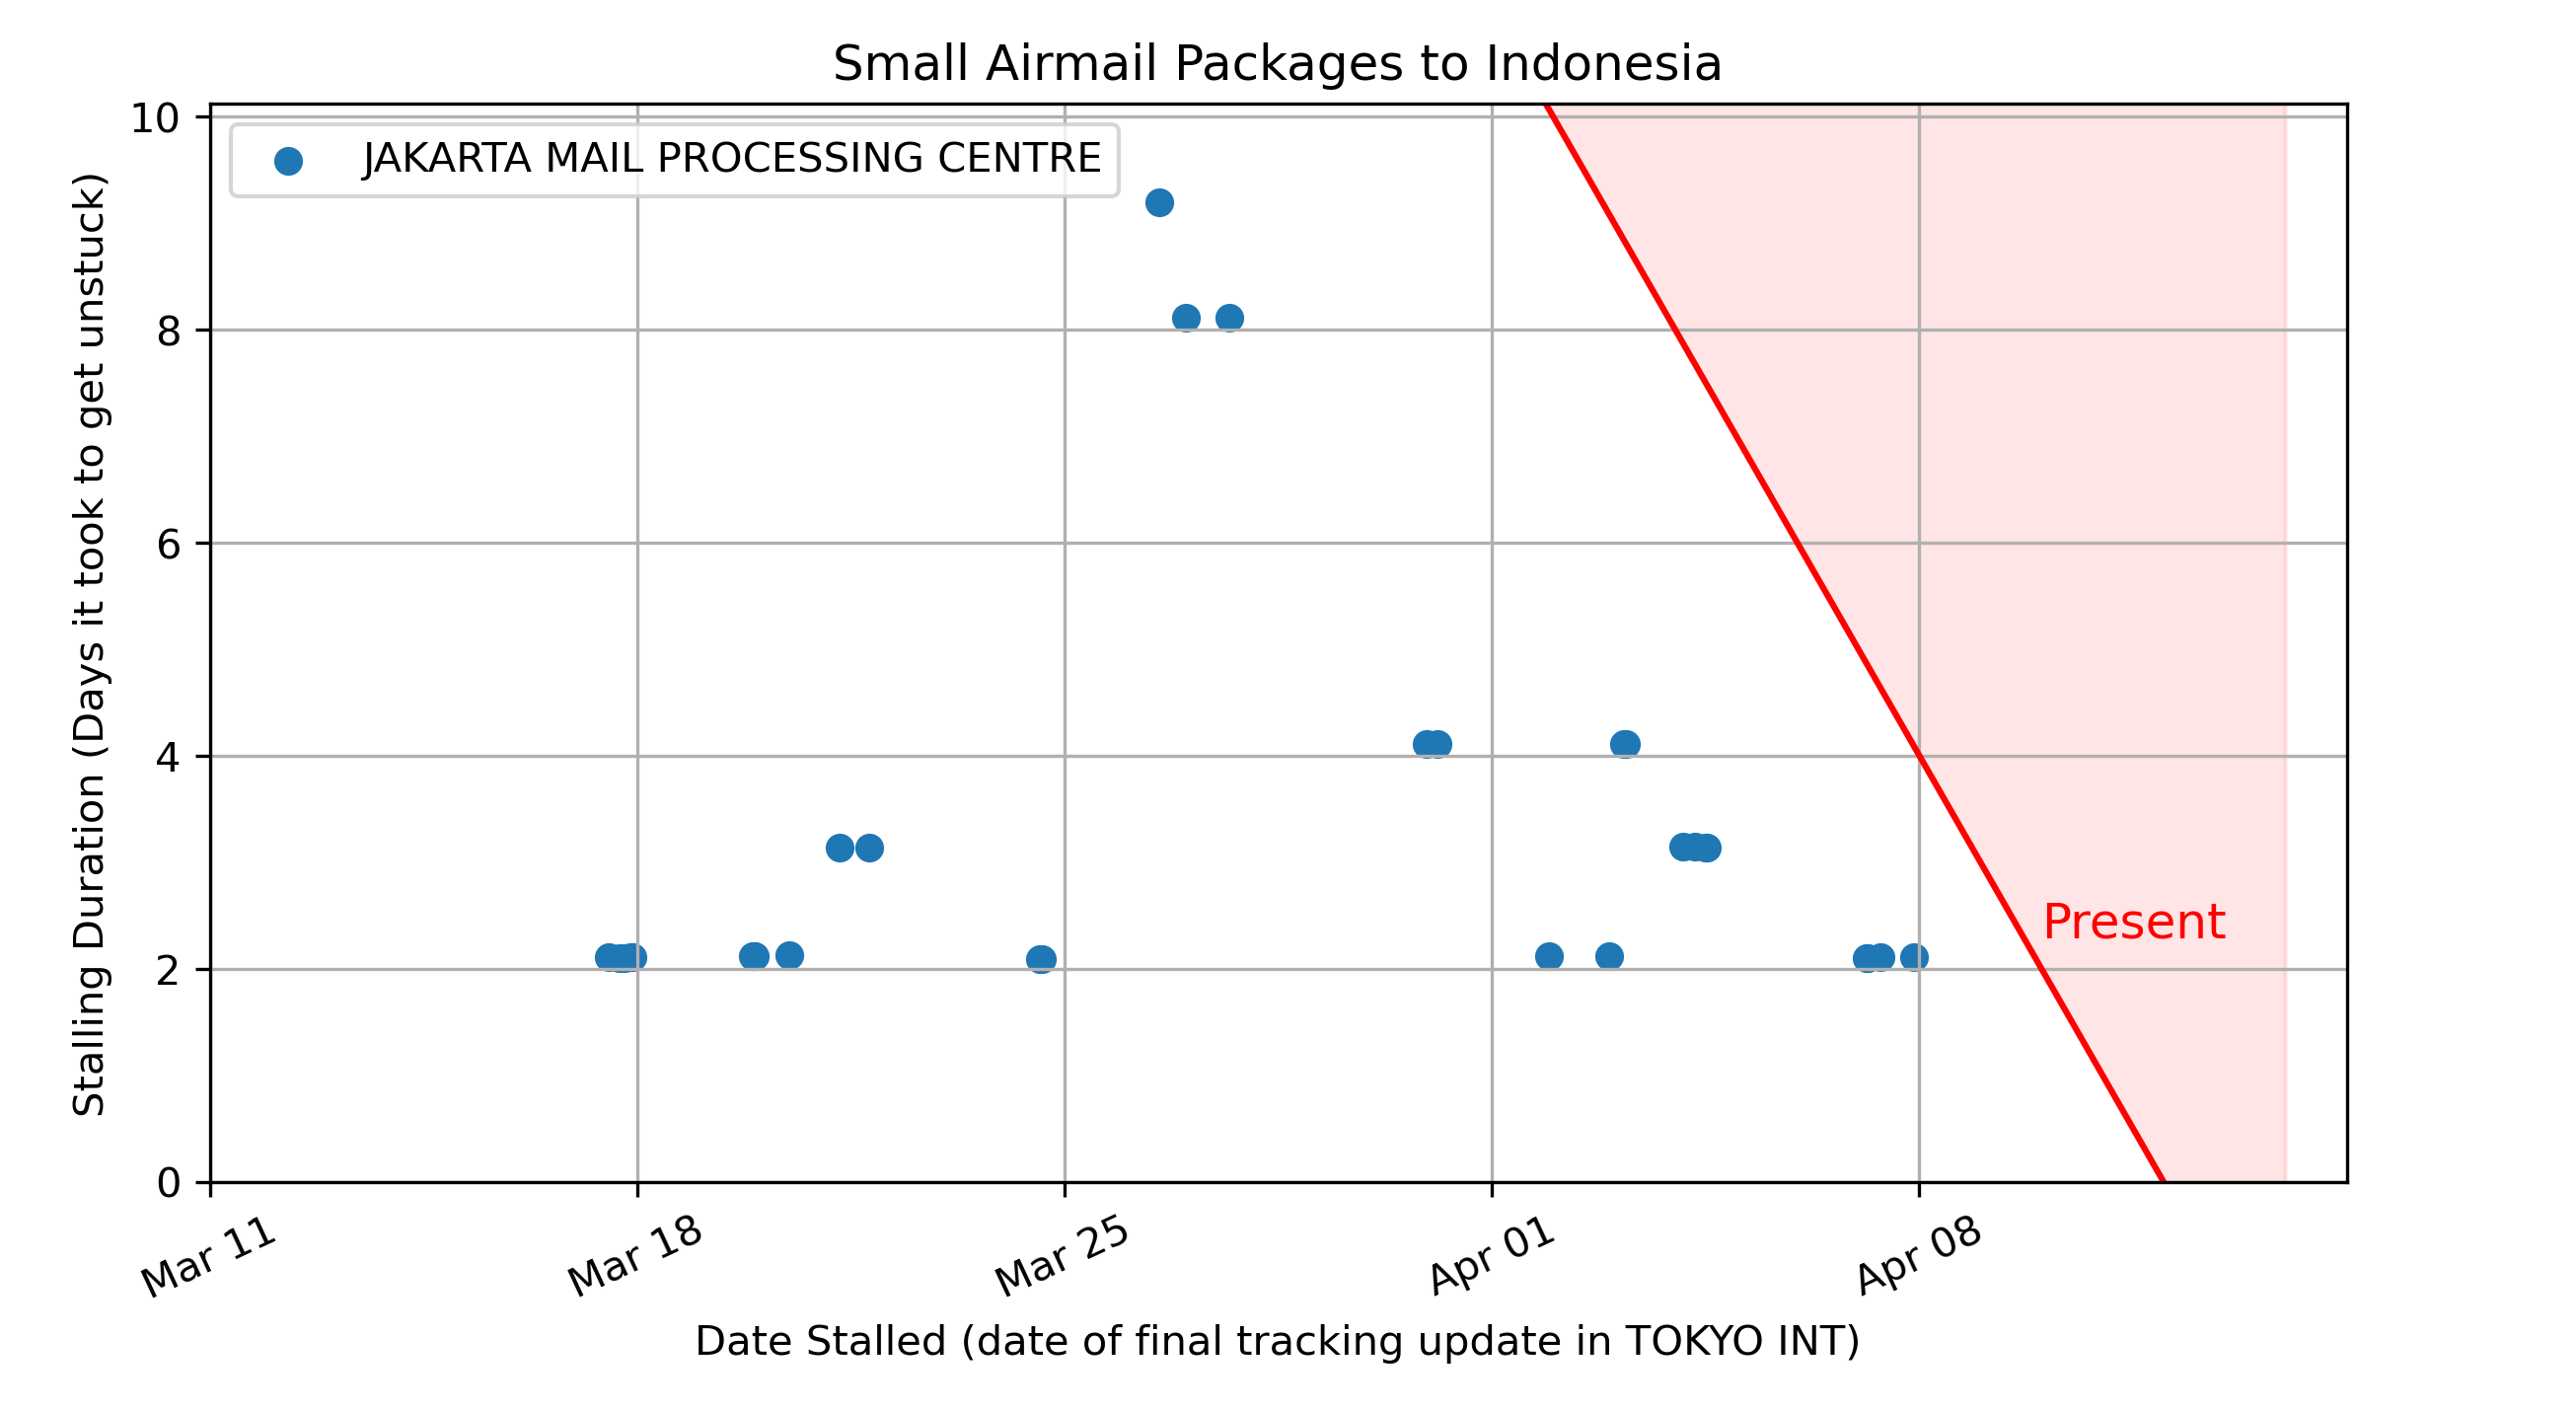 Small Airmail Packages to Indonesia
JAKARTA MAIL PROCESSING CENTRE
Stalling Duration (Days it took to get unstuck)
10
8
6
4
2
0
Present
Mar 11
Mar 18
Mar 25
Apr 01
Apr 08
Date Stalled (date of final tracking update in TOKYO INT)